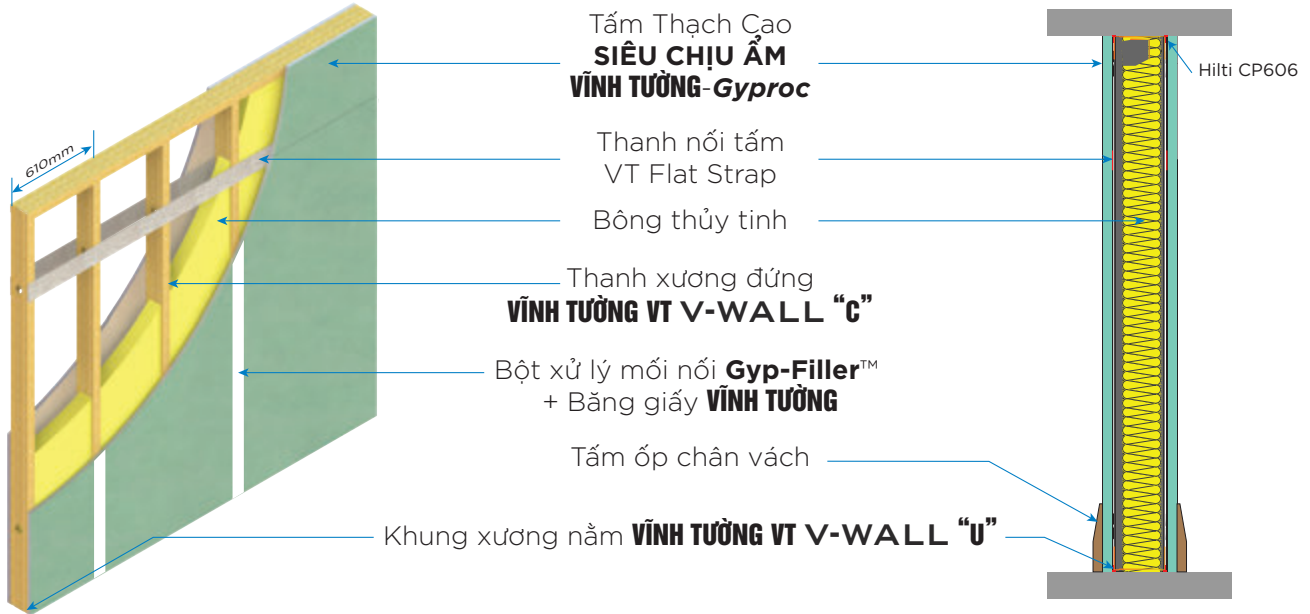 Tấm Thạch Cao
SIÊU CHỊU ẨM
VĨNH TƯỜNG-Gyproc
Hilti CP606
610mm
Thanh nối tấm
VT Flat Strap
Bông thủy tinh
Thanh xương đứng
VĨNH TƯỜNG VT V-WALL “C”
Bột xử lý mối nối Gyp-Filler™
+ Băng giấy VĨNH TƯỜNG
Tấm ốp chân vách
Khung xương nằm VĨNH TƯỜNG VT V-WALL “U”